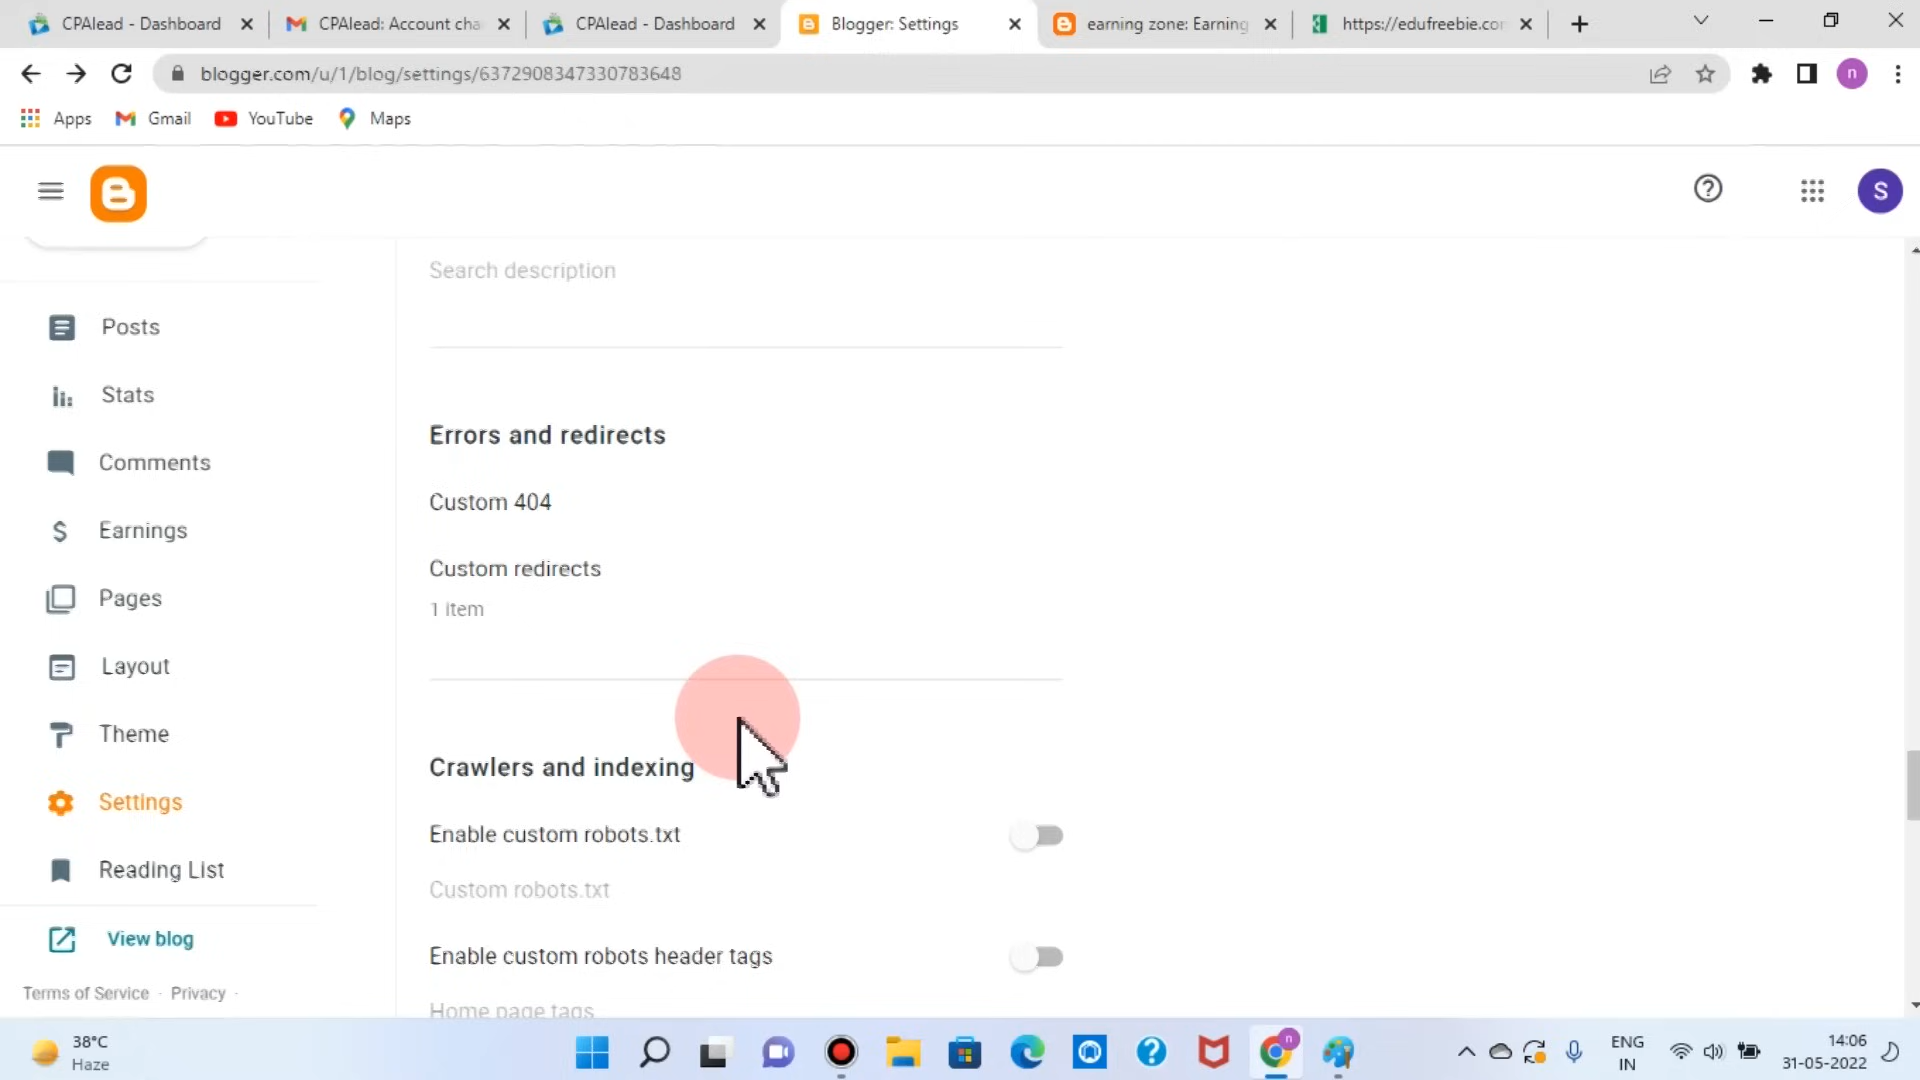 CPAlead - Dashboard
CPAlead: Account cha
CPAlead - Dashboard
Blogger: Settings
earning zone: Earning
https://edufreebie.con
blogger.com/u/1/blog/settings/6372908347330783648
n
Apps
Gmail
YouTube
Maps
S
Search description
Posts
Stats
Comments
Earnings
Pages
Layout
Theme
Settings
Reading List
View blog
Terms of Service · Privacy ·
Errors and redirects
Custom 404
Custom redirects
1 item
Crawlers and indexing
Enable custom robots.txt
Custom robots.txt
Enable custom robots header tags
Home page tags
38°C
Haze
n
ENG
IN
14:06
31-05-2022